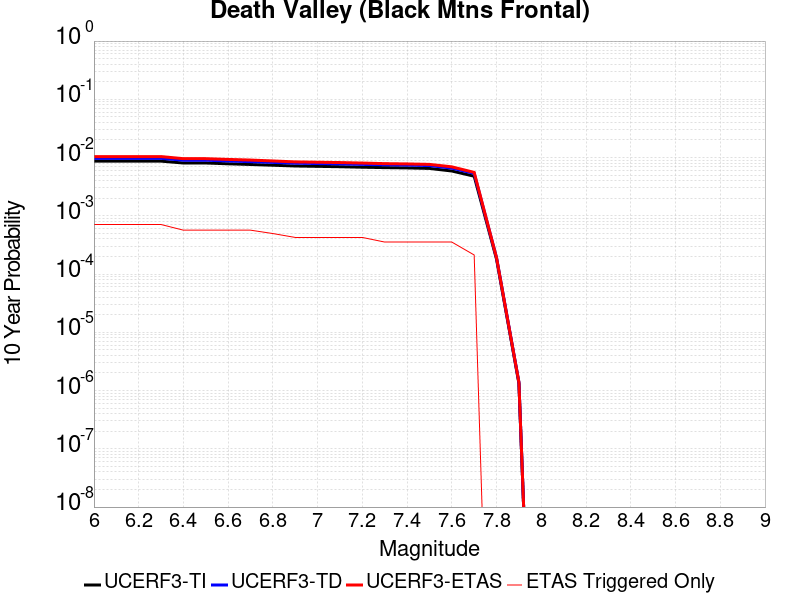 Death Valley (Black Mtns Frontal)
10 Year Probability
10^0
10^-1
10^-2
10^-3
10^-4
10^-5
10^-6
10^-7
10^-8
6 6.2 6.4 6.6 6.8 7 7.2 7.4 7.6 7.8 8 8.2 8.4 8.6 8.8 9
Magnitude
UCERF3-TI UCERF3-TD UCERF3-ETAS ETAS Triggered Only